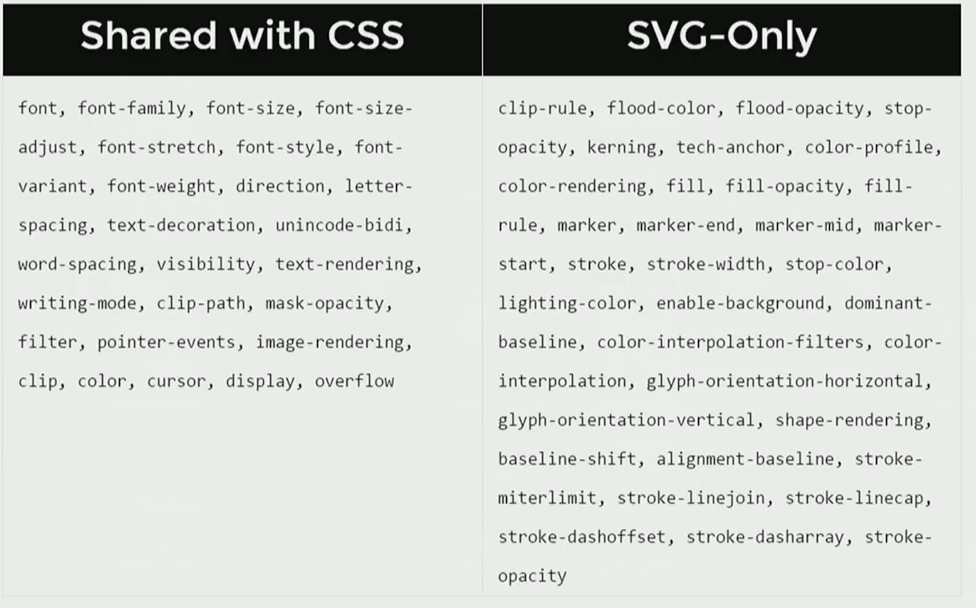 Shared with CSS
font, font-family, font-size, font-size-
adjust, font-stretch, font-style, font-
variant, font-weight, direction, letter-
spacing, text-decoration, unincode-bidi,
word-spacing, visibility, text-rendering,
writing-mode, clip-path, mask-opacity,
filter, pointer-events, image-rendering,
clip, color, cursor, display, overflow
SVG-Only
clip-rule, flood-color, flood-opacity, stop-
opacity, kerning, tech-anchor, color-profile,
color-rendering, fill, fill-opacity, fill-
rule, marker, marker-end, marker-mid, marker-
start, stroke, stroke-width, stop-color,
lighting-color, enable-background, dominant-
baseline, color-interpolation-filters, color-
interpolation, glyph-orientation-horizontal,
glyph-orientation-vertical, shape-rendering,
baseline-shift, alignment-baseline, stroke-
miterlimit, stroke-linejoin, stroke-linecap,
stroke-dashoffset, stroke-dasharray, stroke-
opacity